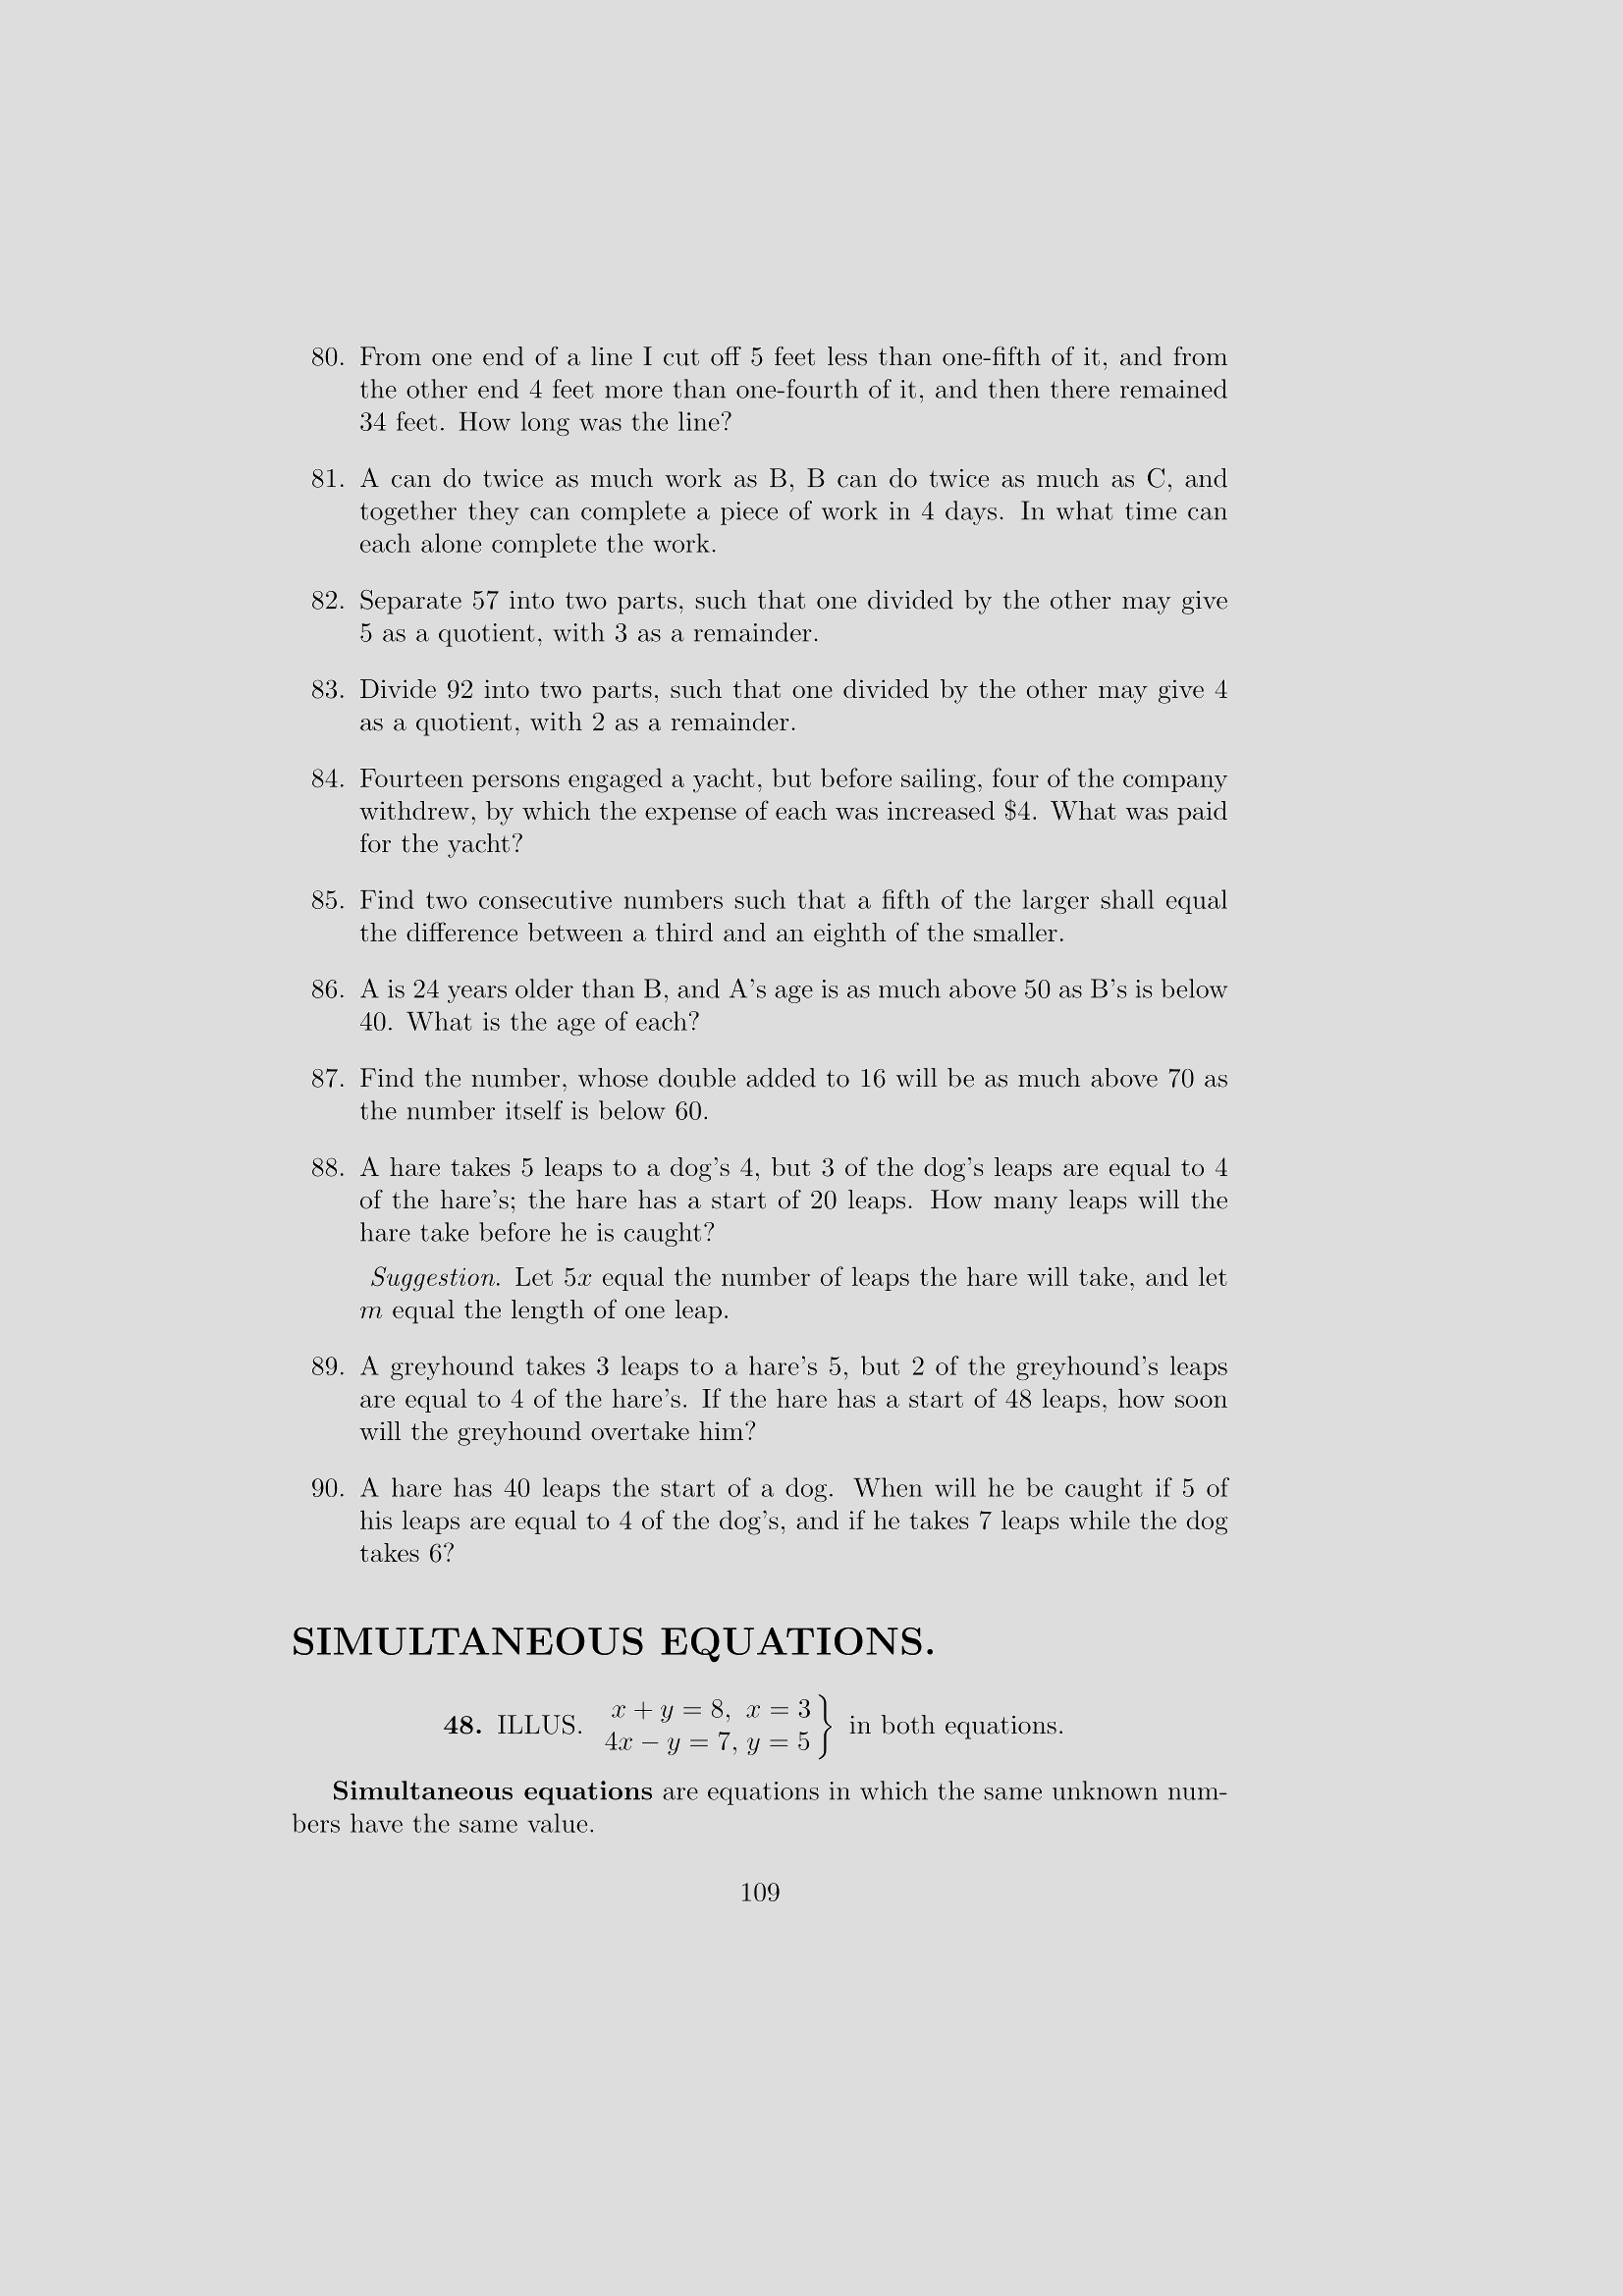 80. From one end of a line I cut off 5 feet less than one-fifth of it, and from
the other end 4 feet more than one-fourth of it, and then there remained
34 feet. How long was the line?
81. A can do twice as much work as B, B can do twice as much as C, and
together they can complete a piece of work in 4 days. In what time can
each alone complete the work.
82. Separate 57 into two parts, such that one divided by the other may give
5 as a quotient, with 3 as a remainder.
83. Divide 92 into two parts, such that one divided by the other may give 4
as a quotient, with 2 as a remainder.
84. Fourteen persons engaged a yacht, but before sailing, four of the company
withdrew, by which the expense of each was increased $4. What was paid
for the yacht?
85. Find two consecutive numbers such that a fifth of the larger shall equal
the difference between a third and an eighth of the smaller.
86. A is 24 years older than B, and A's age is as much above 50 as B's is below
40. What is the age of each?
87. Find the number, whose double added to 16 will be as much above 70 as
the number itself is below 60.
88. A hare takes 5 leaps to a dog's 4, but 3 of the dog's leaps are equal to 4
of the hare's; the hare has a start of 20 leaps. How many leaps will the
hare take before he is caught?
Suggestion. Let 5x equal the number of leaps the hare will take, and let
m equal the length of one leap.
89. A greyhound takes 3 leaps to a hare's 5, but 2 of the greyhound's leaps
are equal to 4 of the hare's. If the hare has a start of 48 leaps, how soon
will the greyhound overtake him?
90. A hare has 40 leaps the start of a dog. When will he be caught if 5 of
his leaps are equal to 4 of the dog's, and if he takes 7 leaps while the dog
takes 6?
SIMULTANEOUS EQUATIONS.
48. ILLUS. x + y = 8, x = 3
4x − y = 7, y = 5 } in both equations.
Simultaneous equations are equations in which the same unknown num-
bers have the same value.
109